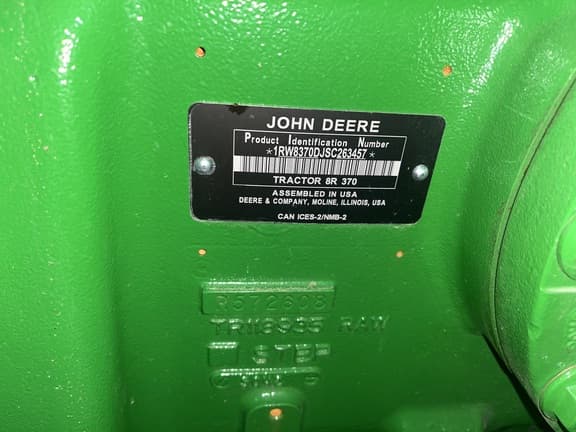 JOHN DEERE
Product Identification Number
*1RW8370DJSC263457*
TRACTOR 8R 370
ASSEMBLED IN USA
DEERE & COMPANY, MOLINE, ILLINOIS, USA
CAN ICES-2/NMB-2
RAW